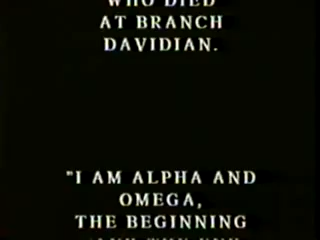 WHO DIED
AT BRANCH
DAVIDIAN.
"I AM ALPHA AND
OMEGA,
THE BEGINNING